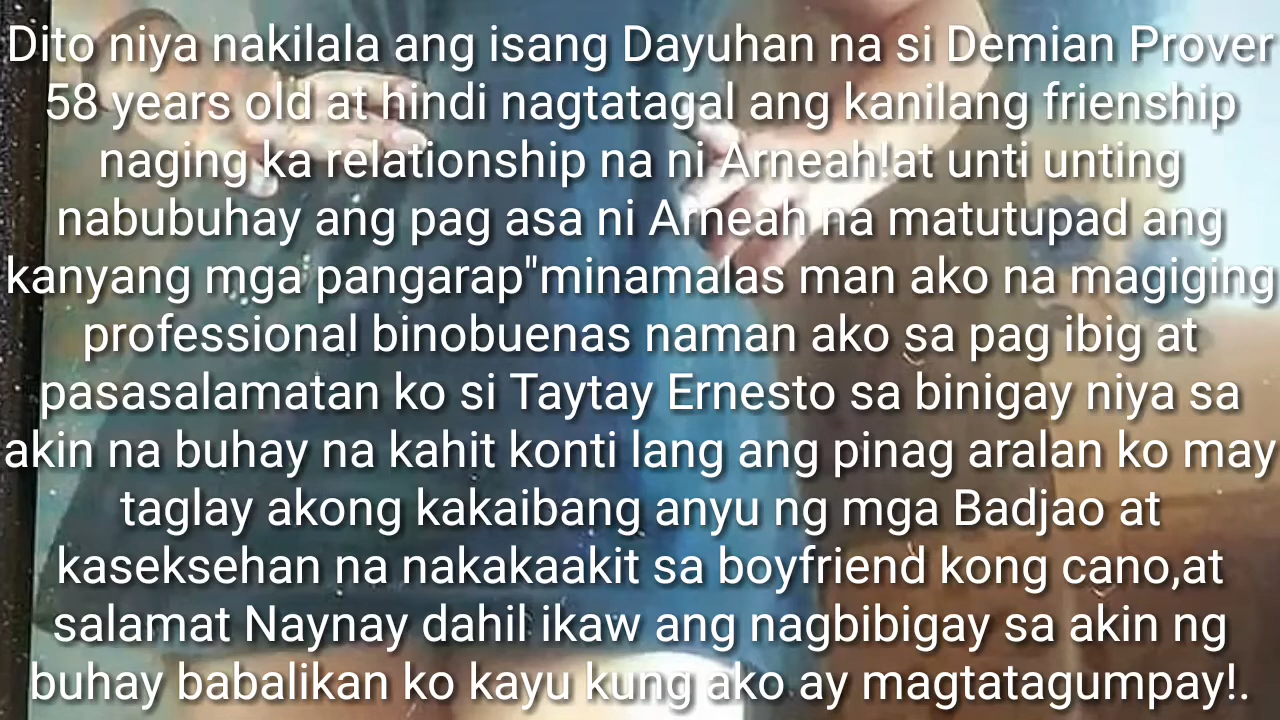 Dito niya nakilala ang isang Dayuhan na si Demian Prover
58 years old at hindi nagtatagal ang kanilang frienship
naging ka relationship na ni Arneah!at unti unting
nabubuhay ang pag asa ni Arneah na matutupad ang
kanyang mga pangarap"minamalas man ako na magiging
professional binobuenas naman ako sa pag ibig at
pasasalamatan ko si Taytay Ernesto sa binigay niya sa
akin na buhay na kahit konti lang ang pinag aralan ko may
taglay akong kakaibang anyu ng mga Badjao at
kaseksehan na nakakaakit sa boyfriend kong cano,at
salamat Naynay dahil ikaw ang nagbibigay sa akin ng
buhay babalikan ko kayu kung ako ay magtatagumpay!.